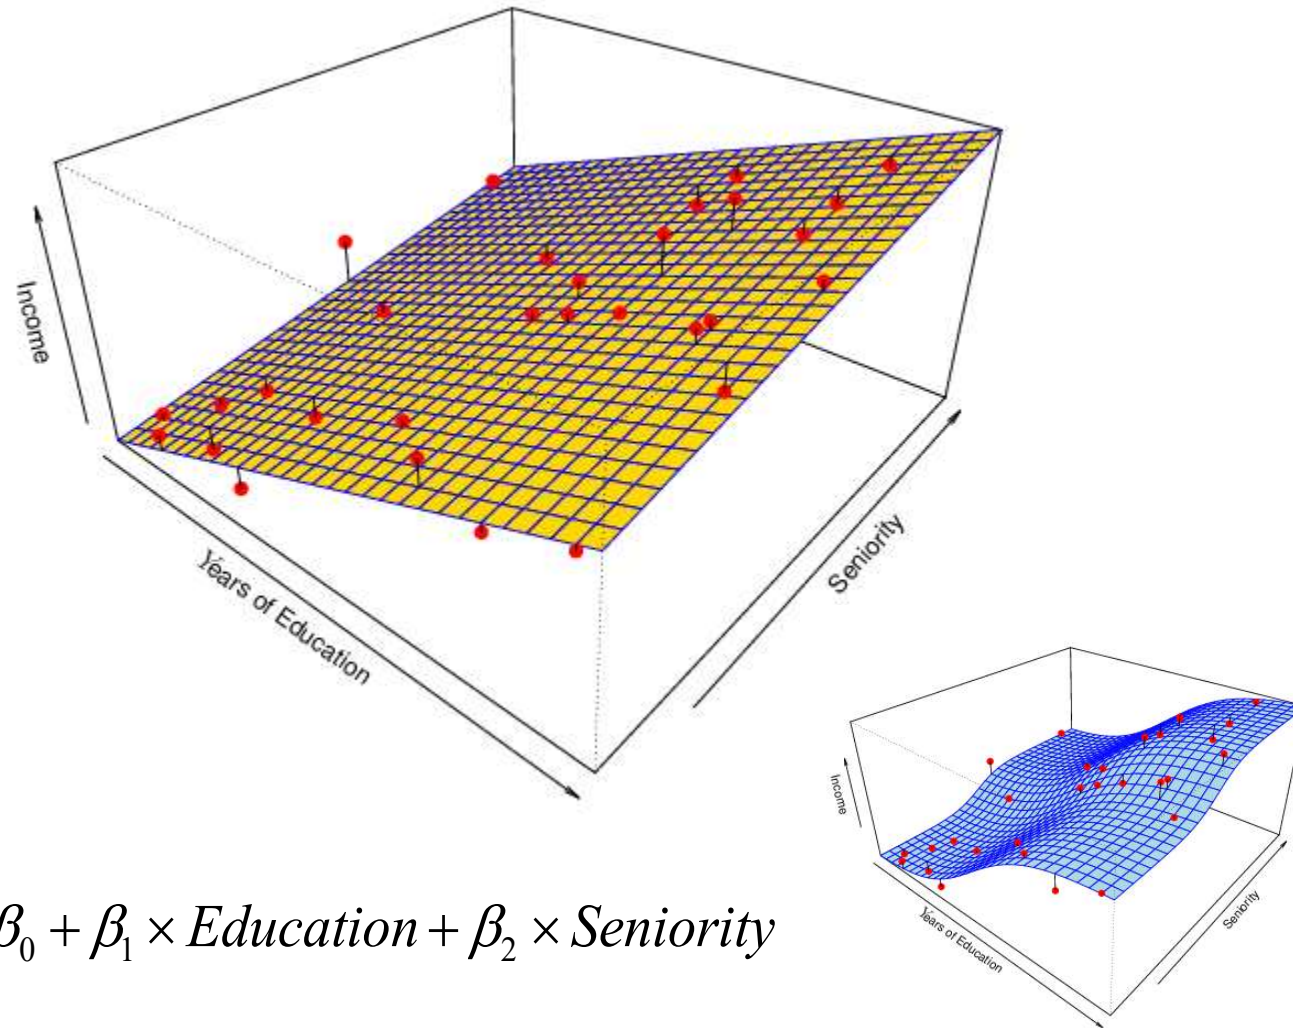 Income
Years of Education
Seniority
Income
Years of Education
Seniority
β₀ + β₁ × Education + β₂ × Seniority